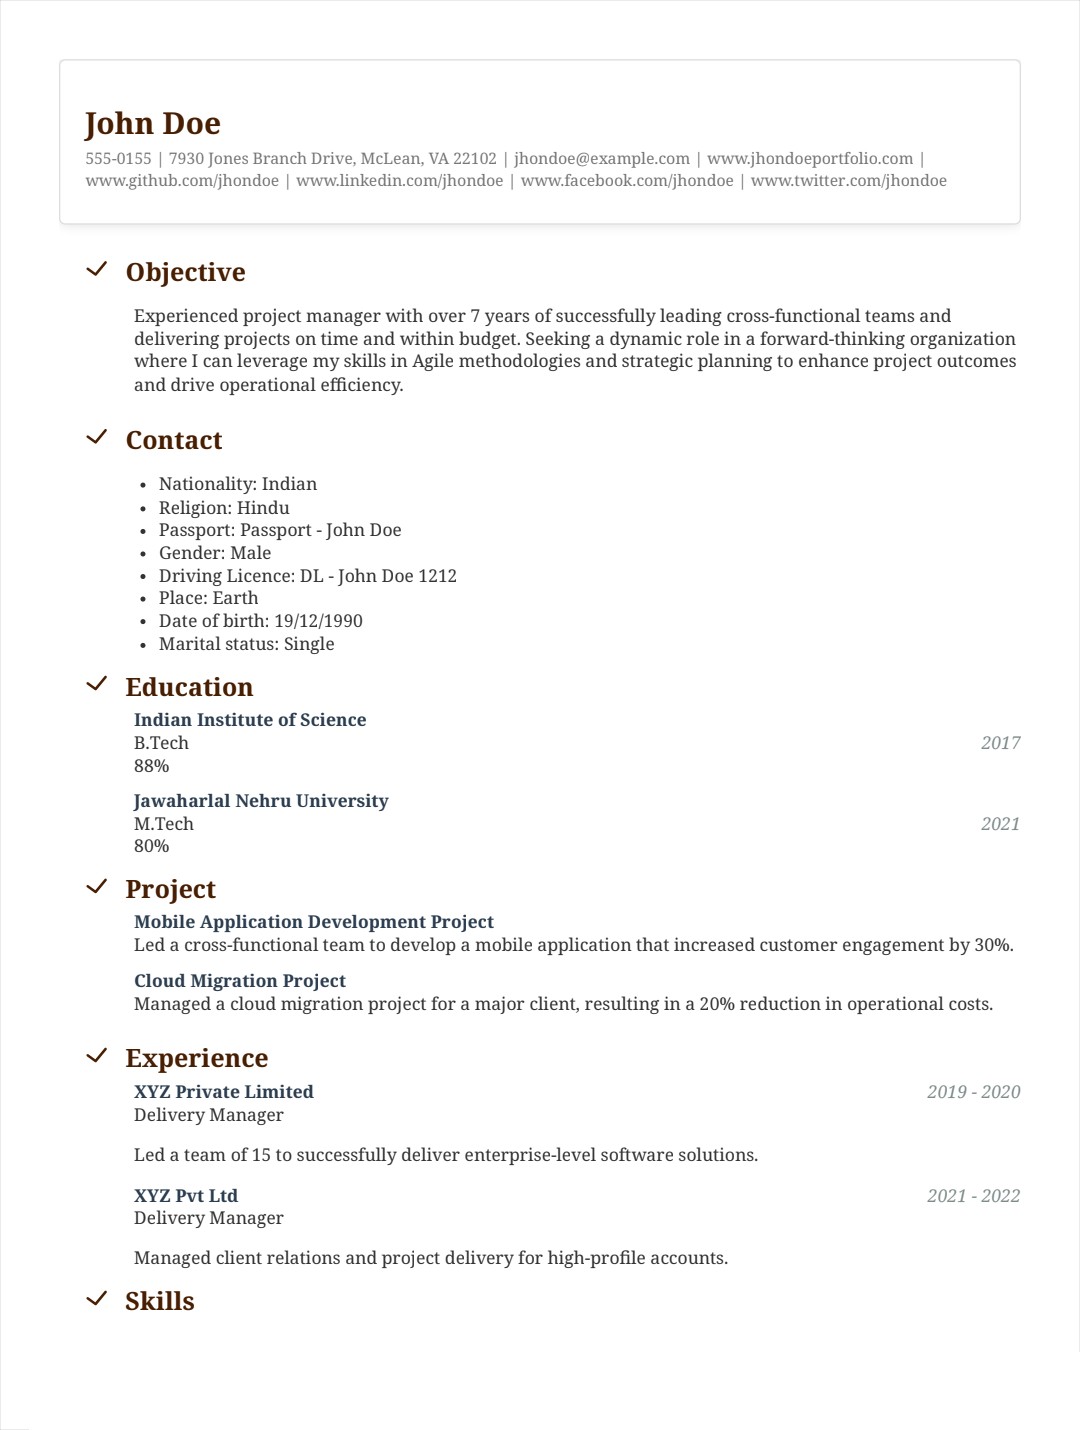 John Doe
555-0155 | 7930 Jones Branch Drive, McLean, VA 22102 | jhondoe@example.com | www.jhondoeportfolio.com |
www.github.com/jhondoe | www.linkedin.com/jhondoe | www.facebook.com/jhondoe | www.twitter.com/jhondoe
Objective
Experienced project manager with over 7 years of successfully leading cross-functional teams and
delivering projects on time and within budget. Seeking a dynamic role in a forward-thinking organization
where I can leverage my skills in Agile methodologies and strategic planning to enhance project outcomes
and drive operational efficiency.
Contact
• Nationality: Indian
• Religion: Hindu
• Passport: Passport - John Doe
• Gender: Male
• Driving Licence: DL - John Doe 1212
• Place: Earth
• Date of birth: 19/12/1990
• Marital status: Single
Education
Indian Institute of Science
B.Tech 2017
88%
Jawaharlal Nehru University
M.Tech 2021
80%
Project
Mobile Application Development Project
Led a cross-functional team to develop a mobile application that increased customer engagement by 30%.
Cloud Migration Project
Managed a cloud migration project for a major client, resulting in a 20% reduction in operational costs.
Experience
XYZ Private Limited 2019 - 2020
Delivery Manager
Led a team of 15 to successfully deliver enterprise-level software solutions.
XYZ Pvt Ltd 2021 - 2022
Delivery Manager
Managed client relations and project delivery for high-profile accounts.
Skills